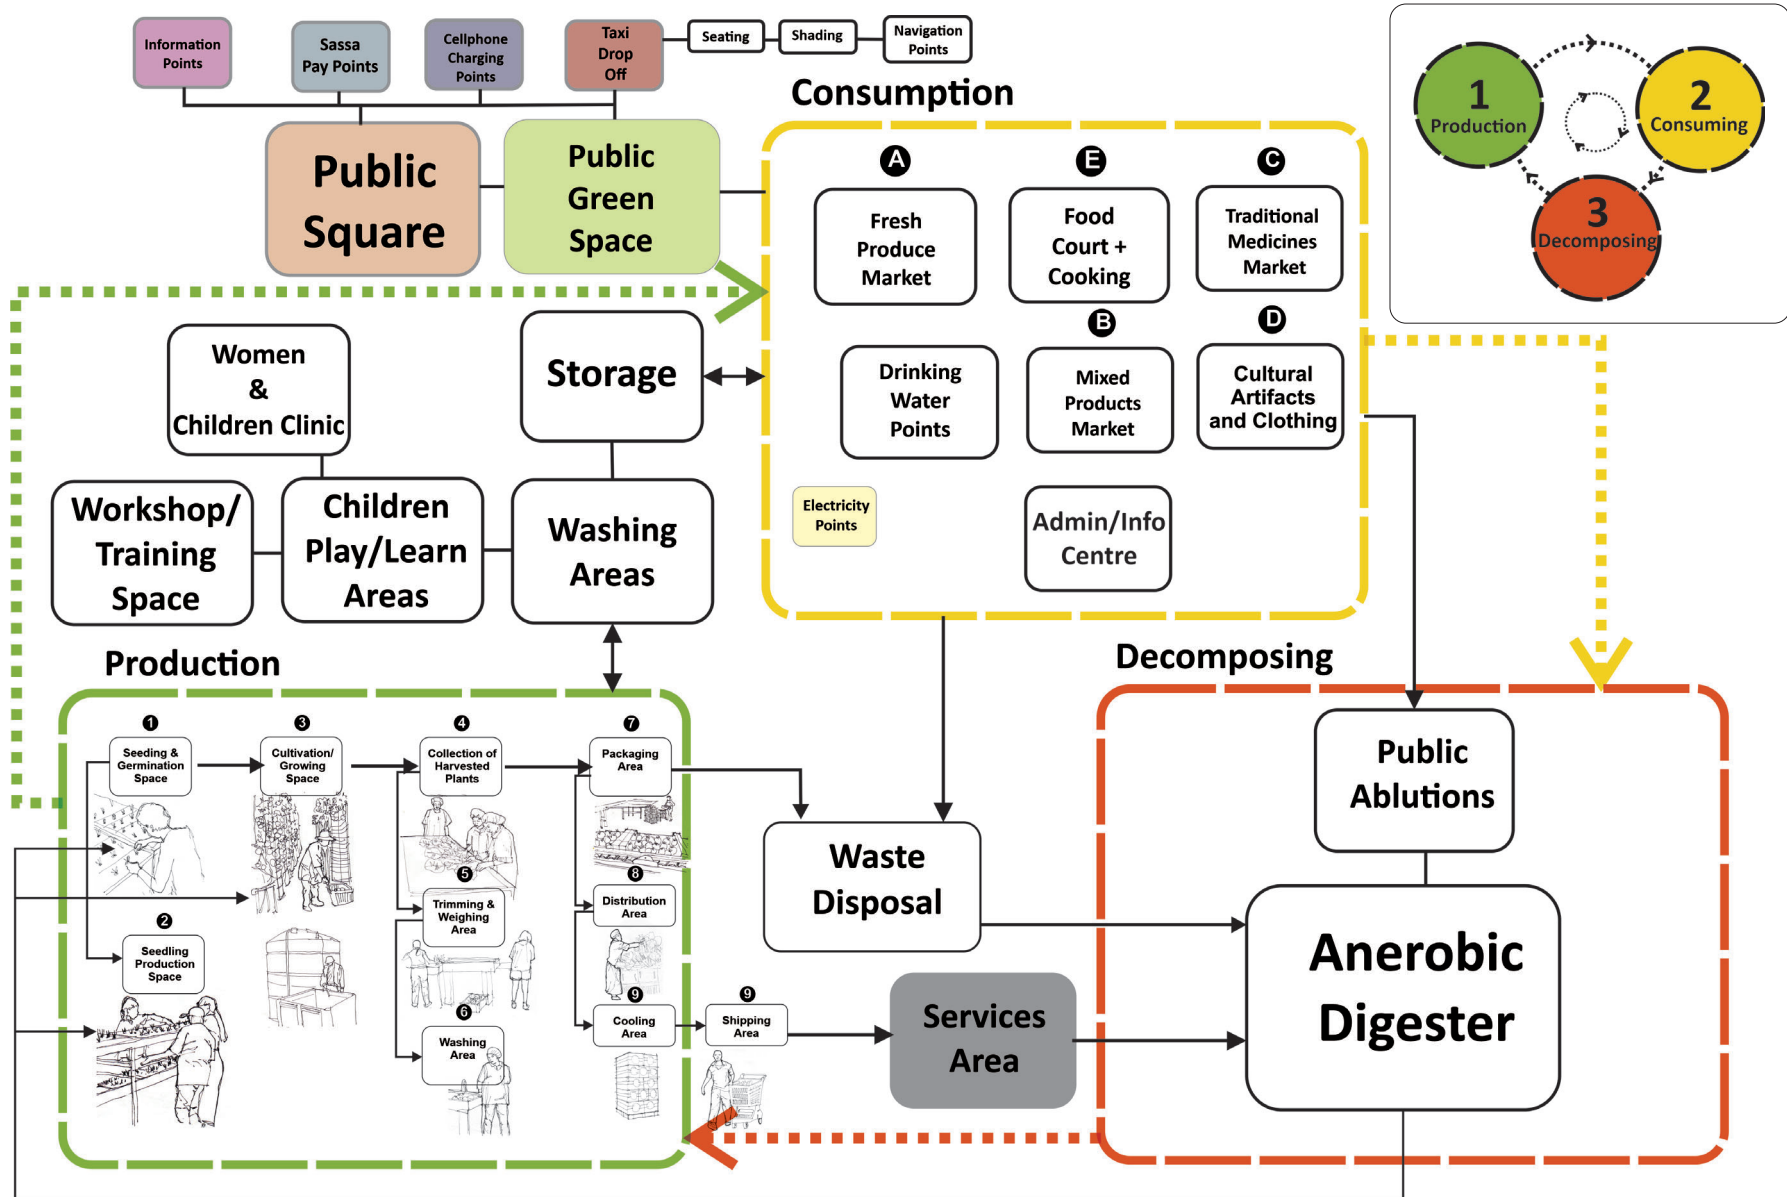 Information
Points
Sassa
Pay Points
Cellphone
Charging
Points
Taxi
Drop
Off
Seating
Shading
Navigation
Points
Public
Square
Public
Green
Space
Consumption
A
Fresh
Produce
Market
E
Food
Court +
Cooking
C
Traditional
Medicines
Market
Drinking
Water
Points
B
Mixed
Products
Market
D
Cultural
Artifacts
and Clothing
Electricity
Points
Admin/Info
Centre
1
Production
2
Consuming
3
Decomposing
Women
&
Children Clinic
Storage
Workshop/
Training
Space
Children
Play/Learn
Areas
Washing
Areas
Production
1
Seeding &
Germination
Space
2
Seedling
Production
Space
3
Cultivation/
Growing
Space
4
Collection of
Harvested
Plants
5
Trimming &
Weighing
Area
6
Washing
Area
7
Packaging
Area
8
Distribution
Area
9
Cooling
Area
9
Shipping
Area
Waste
Disposal
Services
Area
Decomposing
Public
Ablutions
Anerobic
Digester